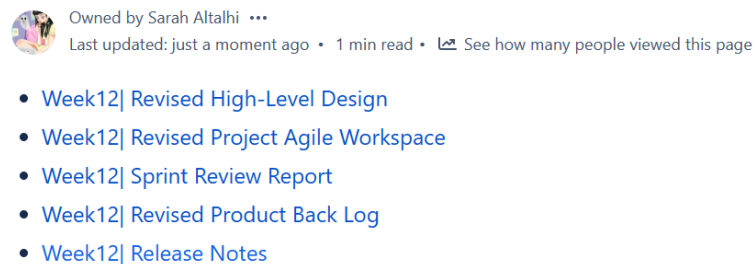 Owned by Sarah Altalhi •••
Last updated: just a moment ago • 1 min read • See how many people viewed this page
• Week12| Revised High-Level Design
• Week12| Revised Project Agile Workspace
• Week12| Sprint Review Report
• Week12| Revised Product Back Log
• Week12| Release Notes